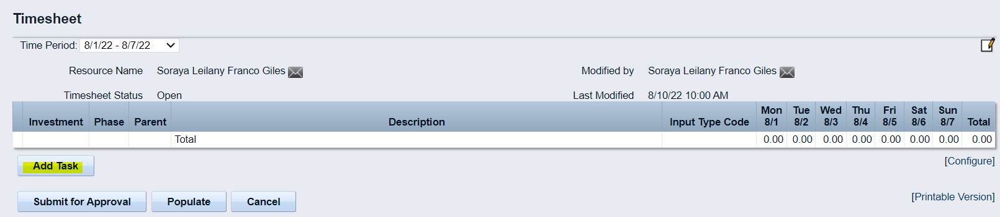 Timesheet
Time Period: 8/1/22 - 8/7/22
Resource Name Soraya Leilany Franco Giles Modified by Soraya Leilany Franco Giles
Timesheet Status Open Last Modified 8/10/22 10:00 AM
Investment Phase Parent Description Input Type Code Mon 8/1 Tue 8/2 Wed 8/3 Thu 8/4 Fri 8/5 Sat 8/6 Sun 8/7 Total
Total 0.00 0.00 0.00 0.00 0.00 0.00 0.00 0.00
Add Task [Configure]
Submit for Approval Populate Cancel [Printable Version]